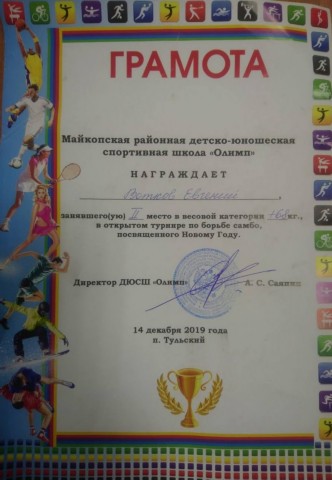 ГРАМОТА
Майкопская районная детско-юношеская
спортивная школа «Олимп»
НАГРАЖДАЕТ
Евгений,
занявшего(ую) II место в весовой категории кг.,
в открытом турнире по борьбе самбо,
посвященного Новому Году.
Директор ДЮСШ «Олимп» А. С.
14 декабря 2019 года
п. Тульский